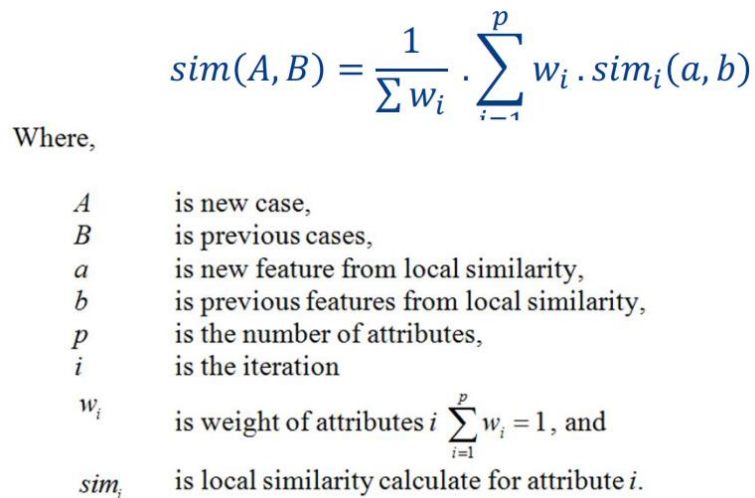 sim(A, B) = 1/∑ w_i . ∑_{i=1}^{p} w_i . sim_i(a, b)
Where,
A is new case,
B is previous cases,
a is new feature from local similarity,
b is previous features from local similarity,
p is the number of attributes,
i is the iteration
w_i is weight of attributes i ∑_{i=1}^{p} w_i = 1, and
sim_i is local similarity calculate for attribute i.